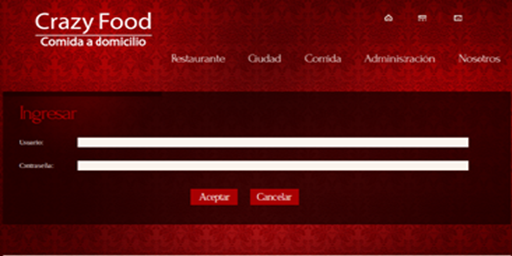 Crazy Food
Comida a domicilio
Restaurante Ciudad Comida Administración Nosotros
Ingresar
Usuario:
Contraseña:
Aceptar Cancelar